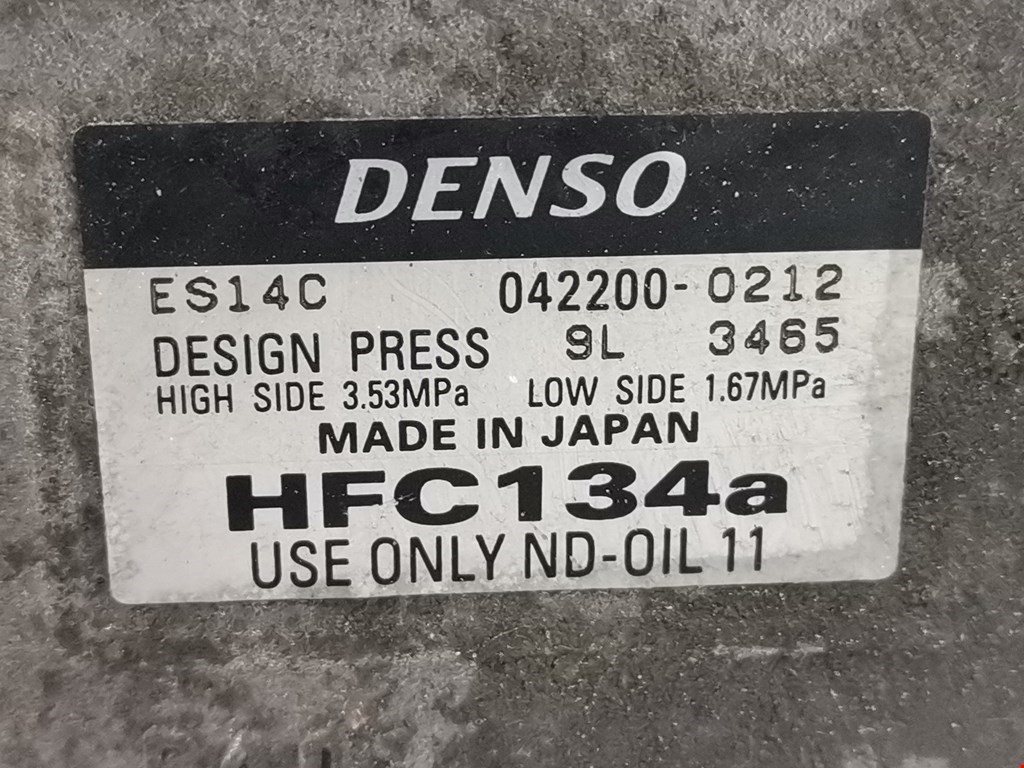 DENSO
ES14C 042200-0212
DESIGN PRESS 9L 3465
HIGH SIDE 3.53MPa LOW SIDE 1.67MPa
MADE IN JAPAN
HFC134a
USE ONLY ND-OIL 11